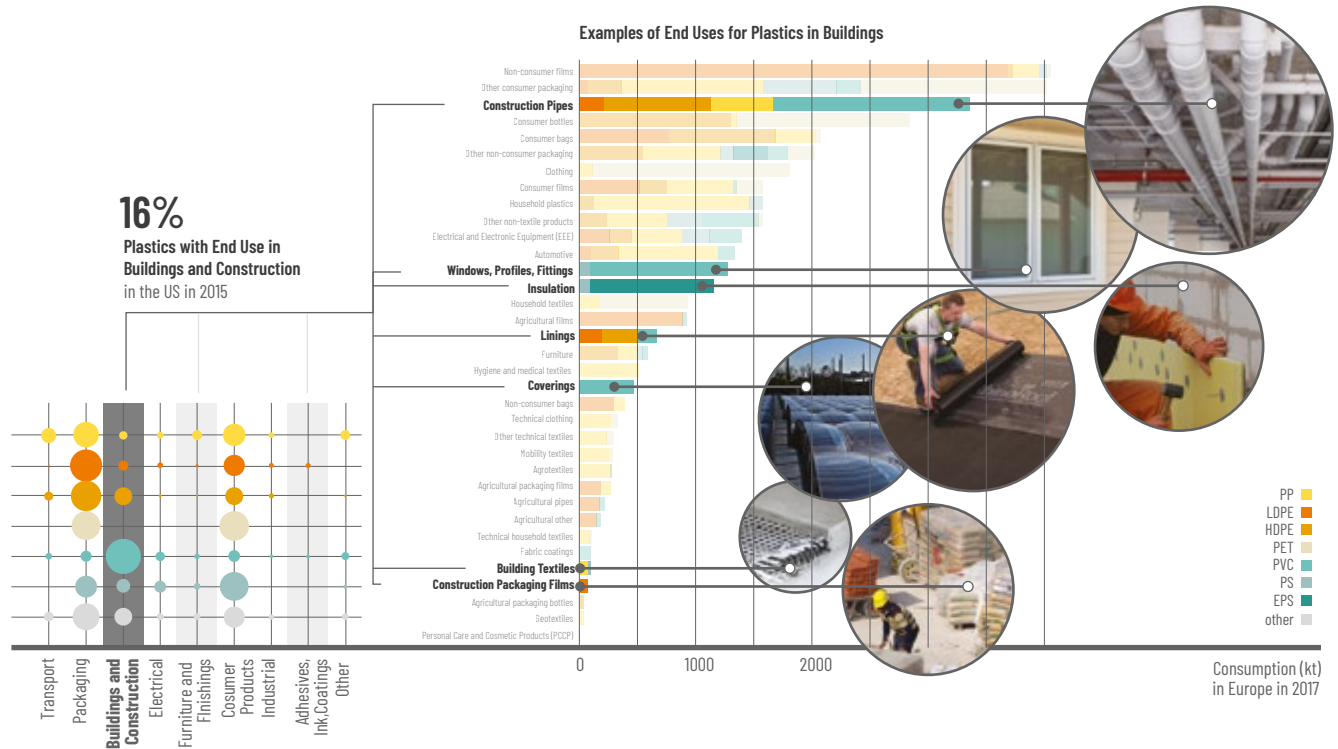 Examples of End Uses for Plastics in Buildings
Non-consumer films
Other consumer packaging
Construction Pipes
Consumer bottles
Consumer bags
Other non-consumer packaging
Clothing
Consumer films
Household plastics
Other non-textile products
Electrical and Electronic Equipment (EEE)
Automotive
Windows, Profiles, Fittings
Insulation
Household textiles
Agricultural films
Linings
Furniture
Hygiene and medical textiles
Coverings
Non-consumer bags
Technical clothing
Other technical textiles
Mobility textiles
Agrotextiles
Agricultural packaging films
Agricultural pipes
Agricultural other
Technical household textiles
Fabric coatings
Building Textiles
Construction Packaging Films
Agricultural packaging bottles
Geotextiles
Personal Care and Cosmetic Products (PCCP)
16%
Plastics with End Use in
Buildings and Construction
in the US in 2015
PP
LDPE
HDPE
PET
PVC
PS
EPS
other
0 1000 2000
Consumption (kt)
in Europe in 2017
Transport
Packaging
Buildings and
Construction
Electrical
Furniture and
FInishings
Cosumer
Products
Industrial
Adhesives,
Ink,Coatings
Other